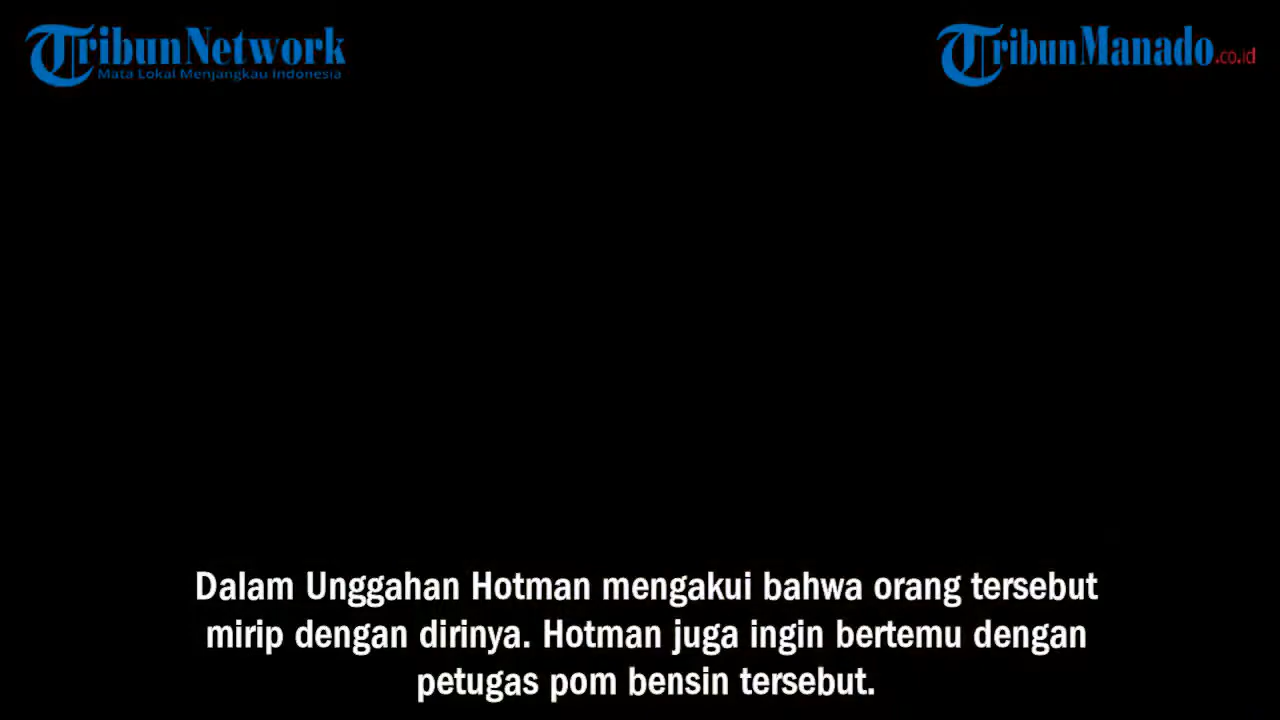 TribunNetwork
Mata Lokal Menjangkau Indonesia
TribunManado.co.id
Dalam Unggahan Hotman mengakui bahwa orang tersebut
mirip dengan dirinya. Hotman juga ingin bertemu dengan
petugas pom bensin tersebut.